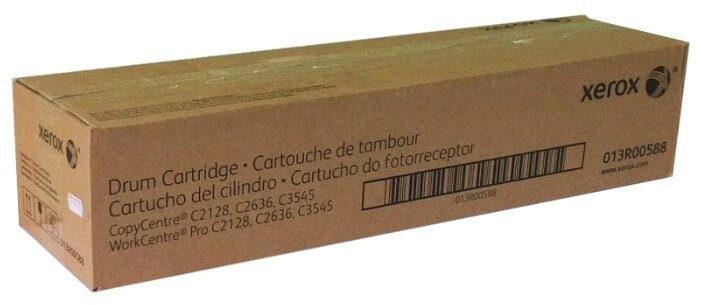 xerox
Drum Cartridge • Cartouche de tambour
Cartucho del cilindro • Cartucho do fotorreceptor
CopyCentre® C2128, C2636, C3545
WorkCentre® Pro C2128, C2636, C3545
013R00588
013R00588
www.xerox.com
xerox
013R00588